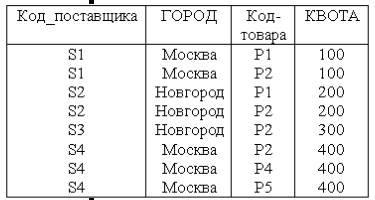 Код_поставщика ГОРОД Код-товара КВОТА
S1 Москва P1 100
S1 Москва P2 100
S2 Новгород P1 200
S2 Новгород P2 200
S3 Новгород P2 300
S4 Москва P2 400
S4 Москва P4 400
S4 Москва P5 400